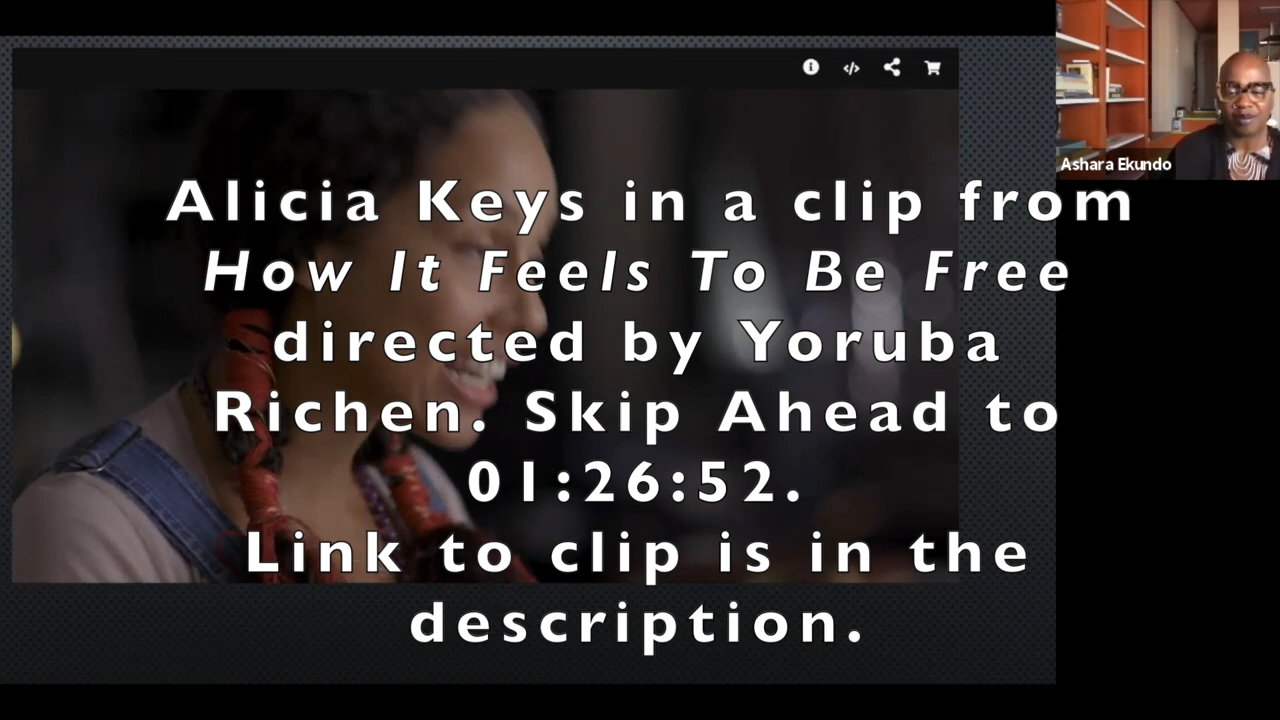 Ashara Ekundo
Alicia Keys in a clip from
How It Feels To Be Free
directed by Yoruba
Richen. Skip Ahead to
01:26:52.
Link to clip is in the
description.